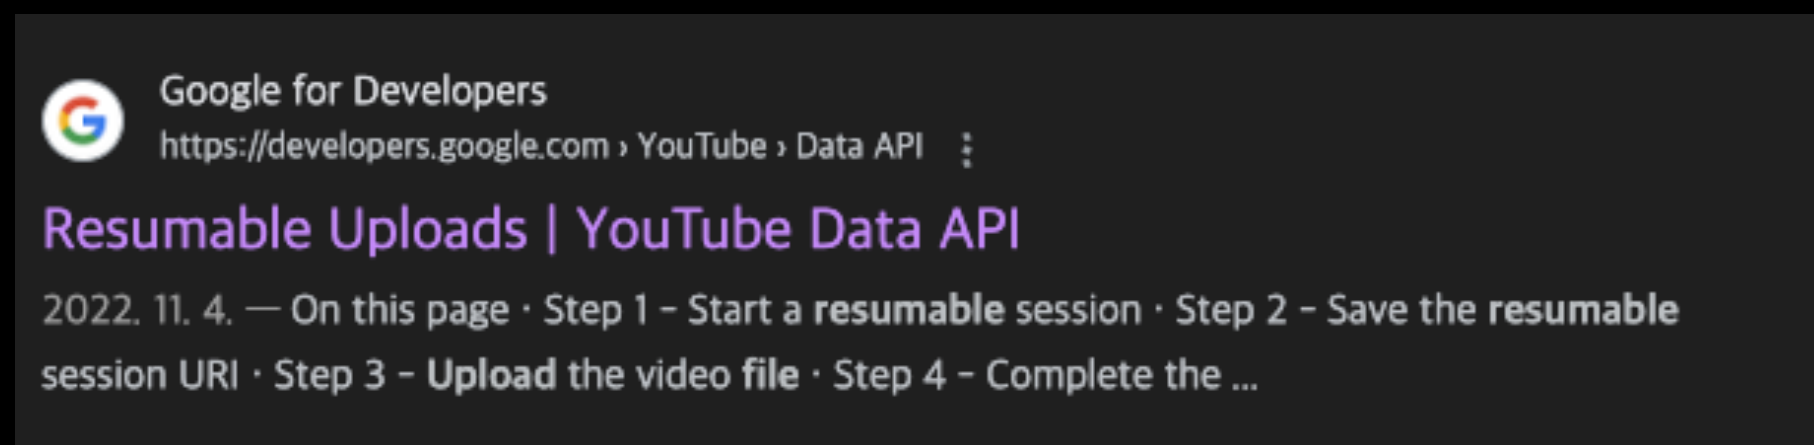 Google for Developers
https://developers.google.com › YouTube › Data API
Resumable Uploads | YouTube Data API
2022. 11. 4. — On this page · Step 1 – Start a resumable session · Step 2 – Save the resumable
session URI · Step 3 – Upload the video file · Step 4 – Complete the ...